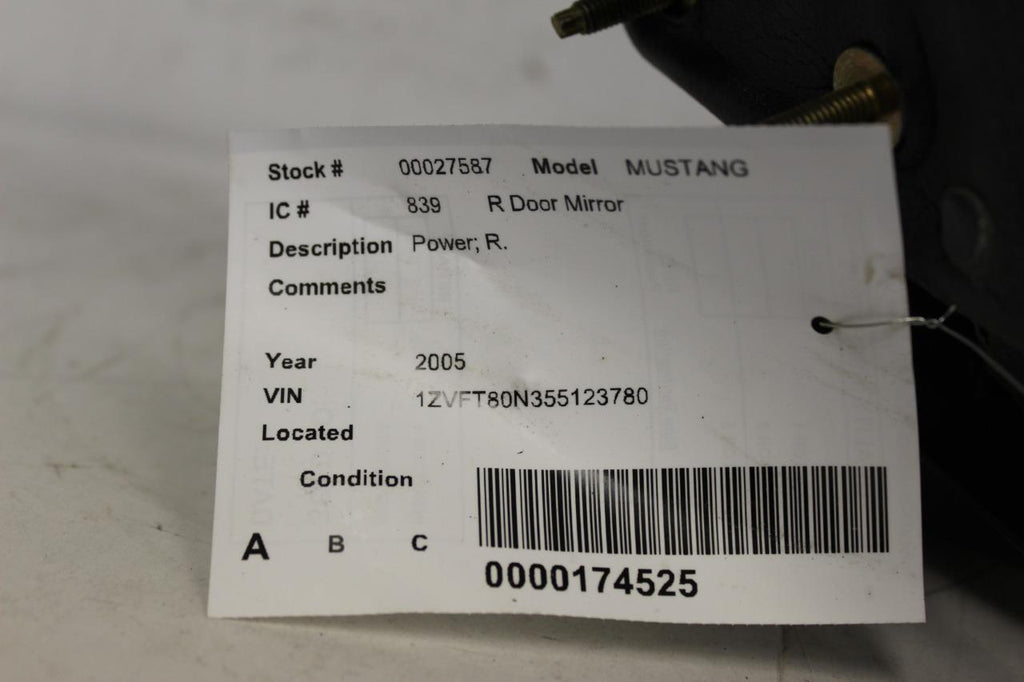 Stock # 00027587 Model MUSTANG
IC # 839 R Door Mirror
Description Power; R.
Comments
Year 2005
VIN 1ZVFT80N355123780
Located
Condition
A B C
0000174525